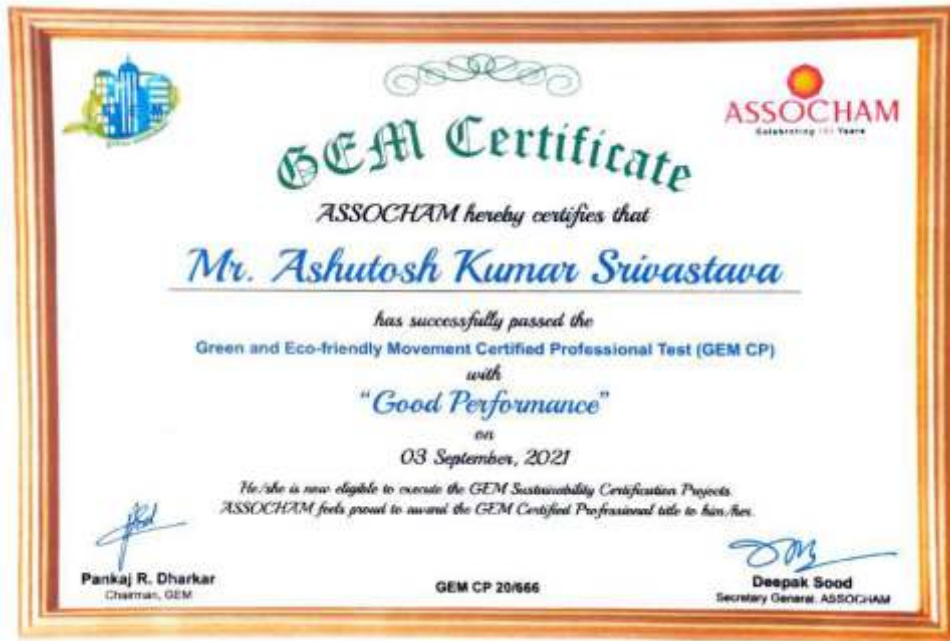 ASSOCHAM
Celebrating 101 Years
GEM Certificate
ASSOCHAM hereby certifies that
Mr. Ashutosh Kumar Srivastava
has successfully passed the
Green and Eco-friendly Movement Certified Professional Test (GEM CP)
with
“Good Performance”
on
03 September, 2021
He/she is now eligible to execute the GEM Sustainability Certification Projects.
ASSOCHAM feels proud to award the GEM Certified Professional title to him/her.
Pankaj R. Dharkar
Chairman, GEM
GEM CP 20/666
Deepak Sood
Secretary General, ASSOCHAM